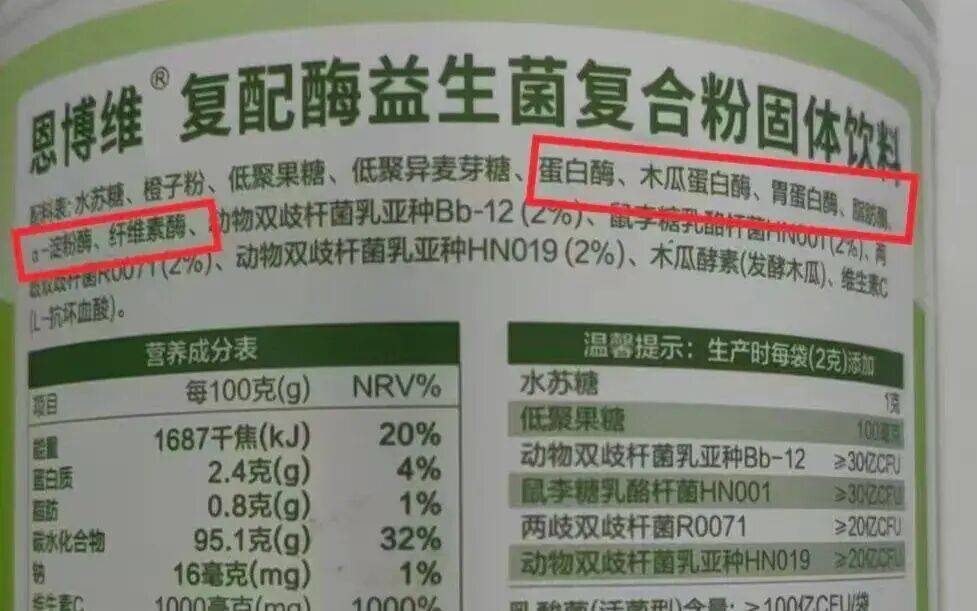 恩博维® 复配酶益生菌复合粉固体饮料
配料表:水苏糖、橙子粉、低聚果糖、低聚异麦芽糖、蛋白酶、木瓜蛋白酶、胃蛋白酶、脂肪酶、
α-淀粉酶、纤维素酶、动物双歧杆菌乳亚种Bb-12(2%)、鼠李糖乳酪杆菌HN001(2%)、两
歧双歧杆菌R0071(2%)、动物双歧杆菌乳亚种HN019(2%)、木瓜酵素(发酵木瓜)、维生素C
(L-抗坏血酸)。
营养成分表
项目 每100克(g) NRV%
能量 1687千焦(kJ) 20%
蛋白质 2.4克(g) 4%
脂肪 0.8克(g) 1%
碳水化合物 95.1克(g) 32%
钠 16毫克(mg) 1%
维生素C 1000毫克(mg) 1000%
温馨提示:生产时每袋(2克)添加
水苏糖 1克
低聚果糖 100毫克
动物双歧杆菌乳亚种Bb-12 ≥30亿CFU
鼠李糖乳酪杆菌HN001 ≥30亿CFU
两歧双歧杆菌R0071 ≥20亿CFU
动物双歧杆菌乳亚种HN019 ≥20亿CFU
乳酸菌(活菌型)含量:≥100亿CFU/袋